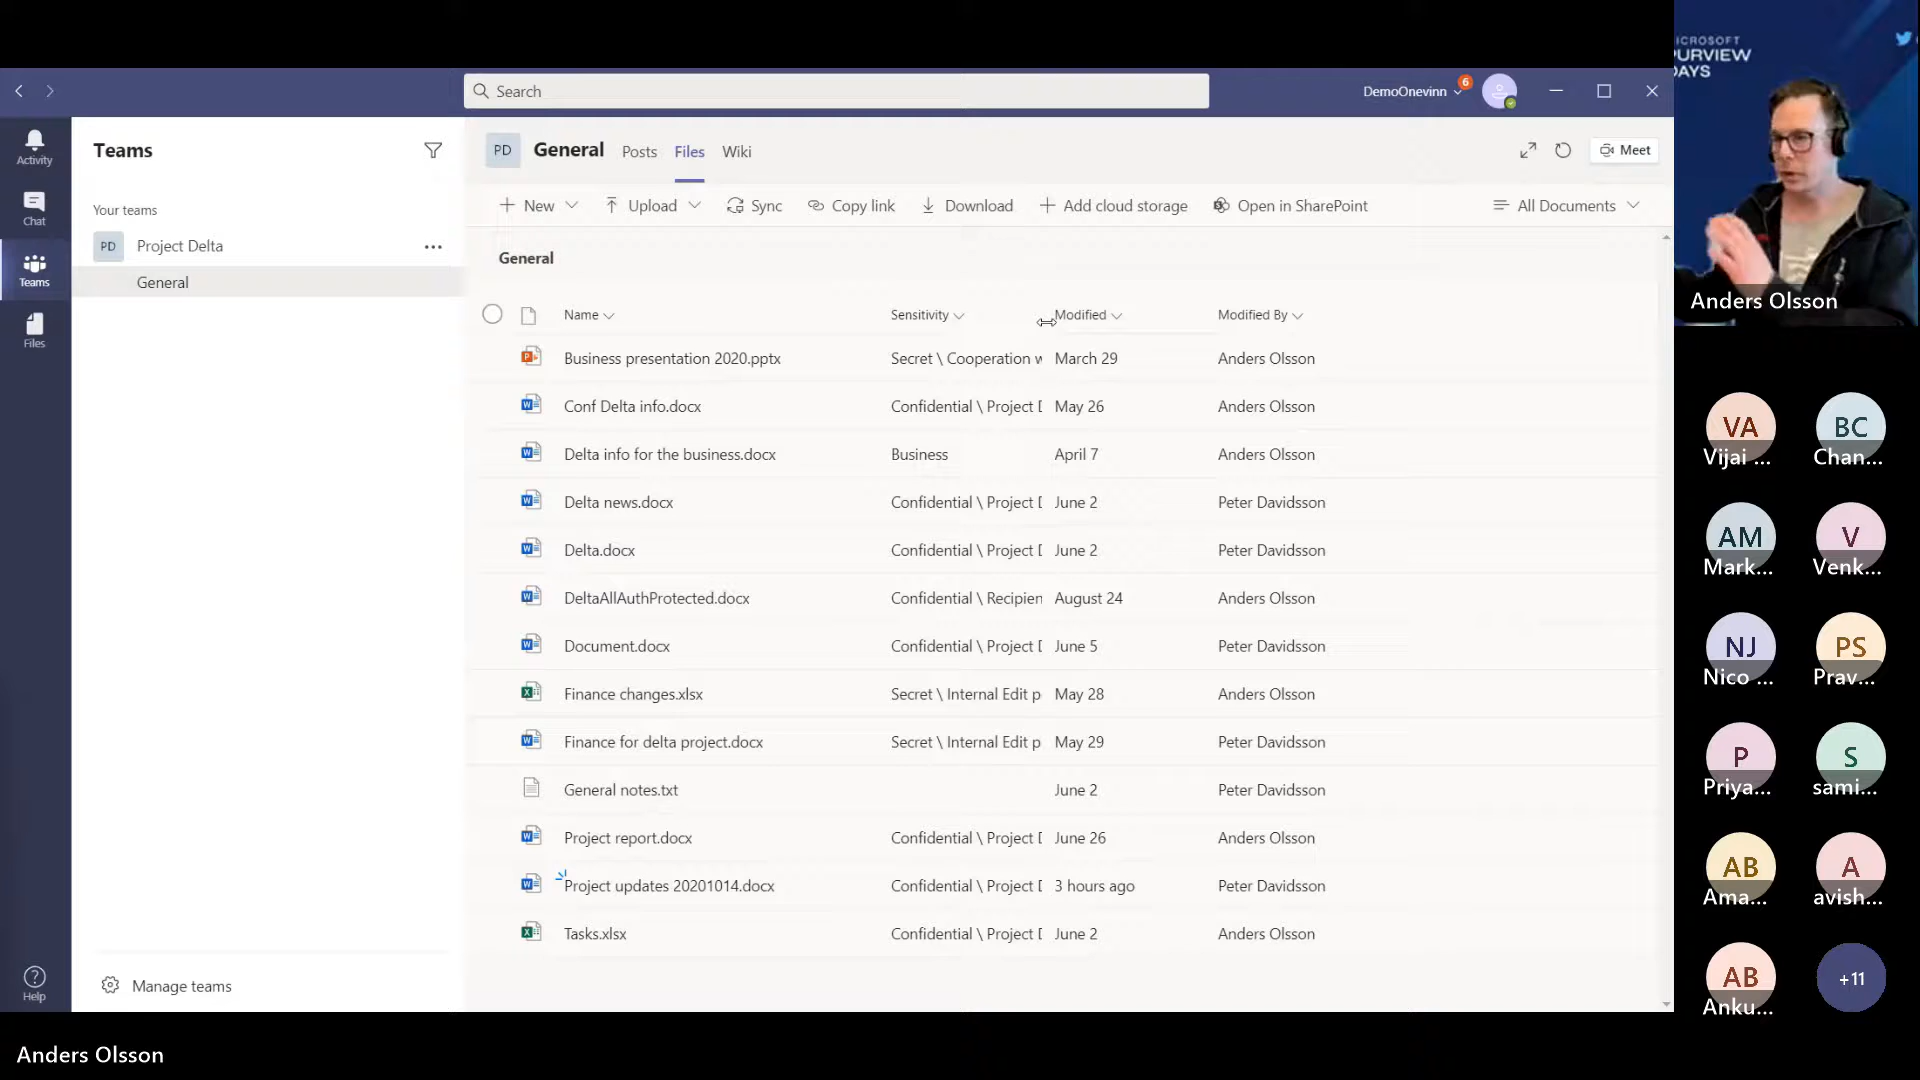 ICROSOFT
URVIEW
DAYS
Search
DemoOnevinn
6
Activity
Chat
Teams
Files
Help
Teams
Your teams
PD
Project Delta
General
Manage teams
PD
General
Posts
Files
Wiki
Meet
New
Upload
Sync
Copy link
Download
Add cloud storage
Open in SharePoint
All Documents
General
Name Sensitivity Modified Modified By
Business presentation 2020.pptx Secret \ Cooperation w March 29 Anders Olsson
Conf Delta info.docx Confidential \ Project D May 26 Anders Olsson
Delta info for the business.docx Business April 7 Anders Olsson
Delta news.docx Confidential \ Project D June 2 Peter Davidsson
Delta.docx Confidential \ Project D June 2 Peter Davidsson
DeltaAllAuthProtected.docx Confidential \ Recipien August 24 Anders Olsson
Document.docx Confidential \ Project D June 5 Peter Davidsson
Finance changes.xlsx Secret \ Internal Edit p May 28 Anders Olsson
Finance for delta project.docx Secret \ Internal Edit p May 29 Peter Davidsson
General notes.txt June 2 Peter Davidsson
Project report.docx Confidential \ Project D June 26 Anders Olsson
Project updates 20201014.docx Confidential \ Project D 3 hours ago Peter Davidsson
Tasks.xlsx Confidential \ Project D June 2 Anders Olsson
Anders Olsson
VA
Vijai ...
BC
Chan...
AM
Mark...
V
Venk...
NJ
Nico ...
PS
Prav...
P
Priya...
S
sami...
AB
Ama...
A
avish...
AB
Anku...
+11
Anders Olsson